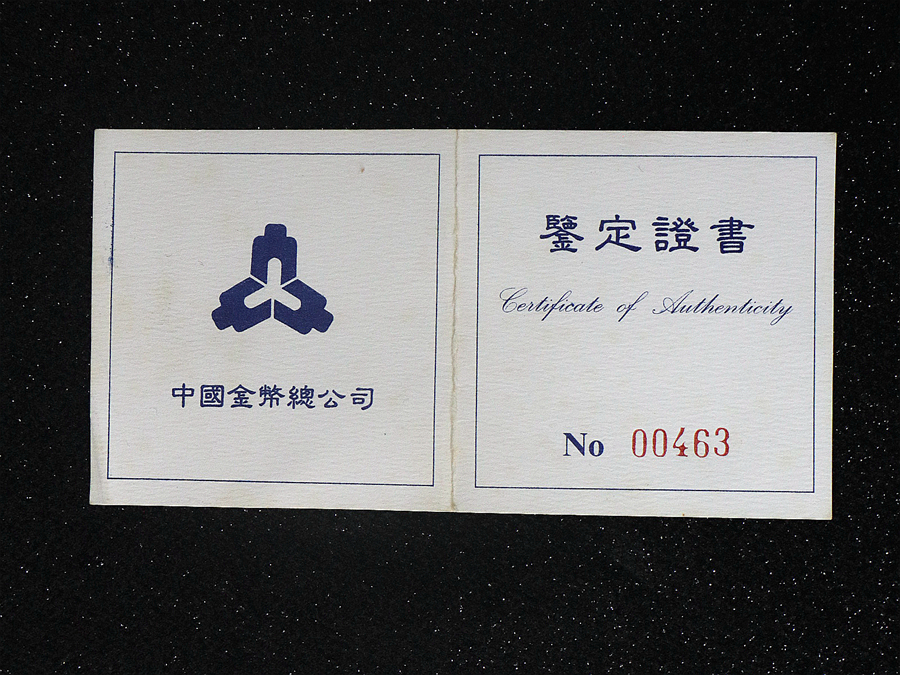 中國金幣總公司
鑒定證書
Certificate of Authenticity
No 00463